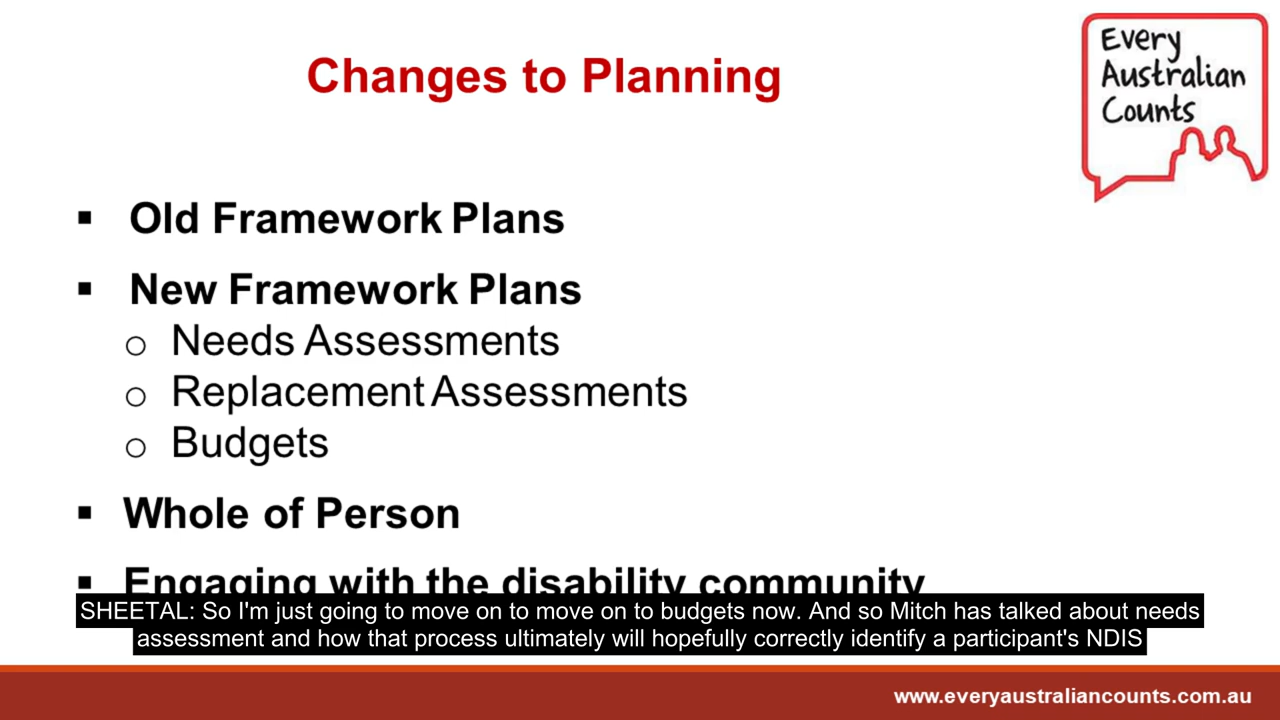 Changes to Planning
Every
Australian
Counts
▪ Old Framework Plans
▪ New Framework Plans
o Needs Assessments
o Replacement Assessments
o Budgets
▪ Whole of Person
▪ Engaging with the disability community
SHEETAL: So I'm just going to move on to move on to budgets now. And so Mitch has talked about needs
assessment and how that process ultimately will hopefully correctly identify a participant's NDIS
www.everyaustraliancounts.com.au